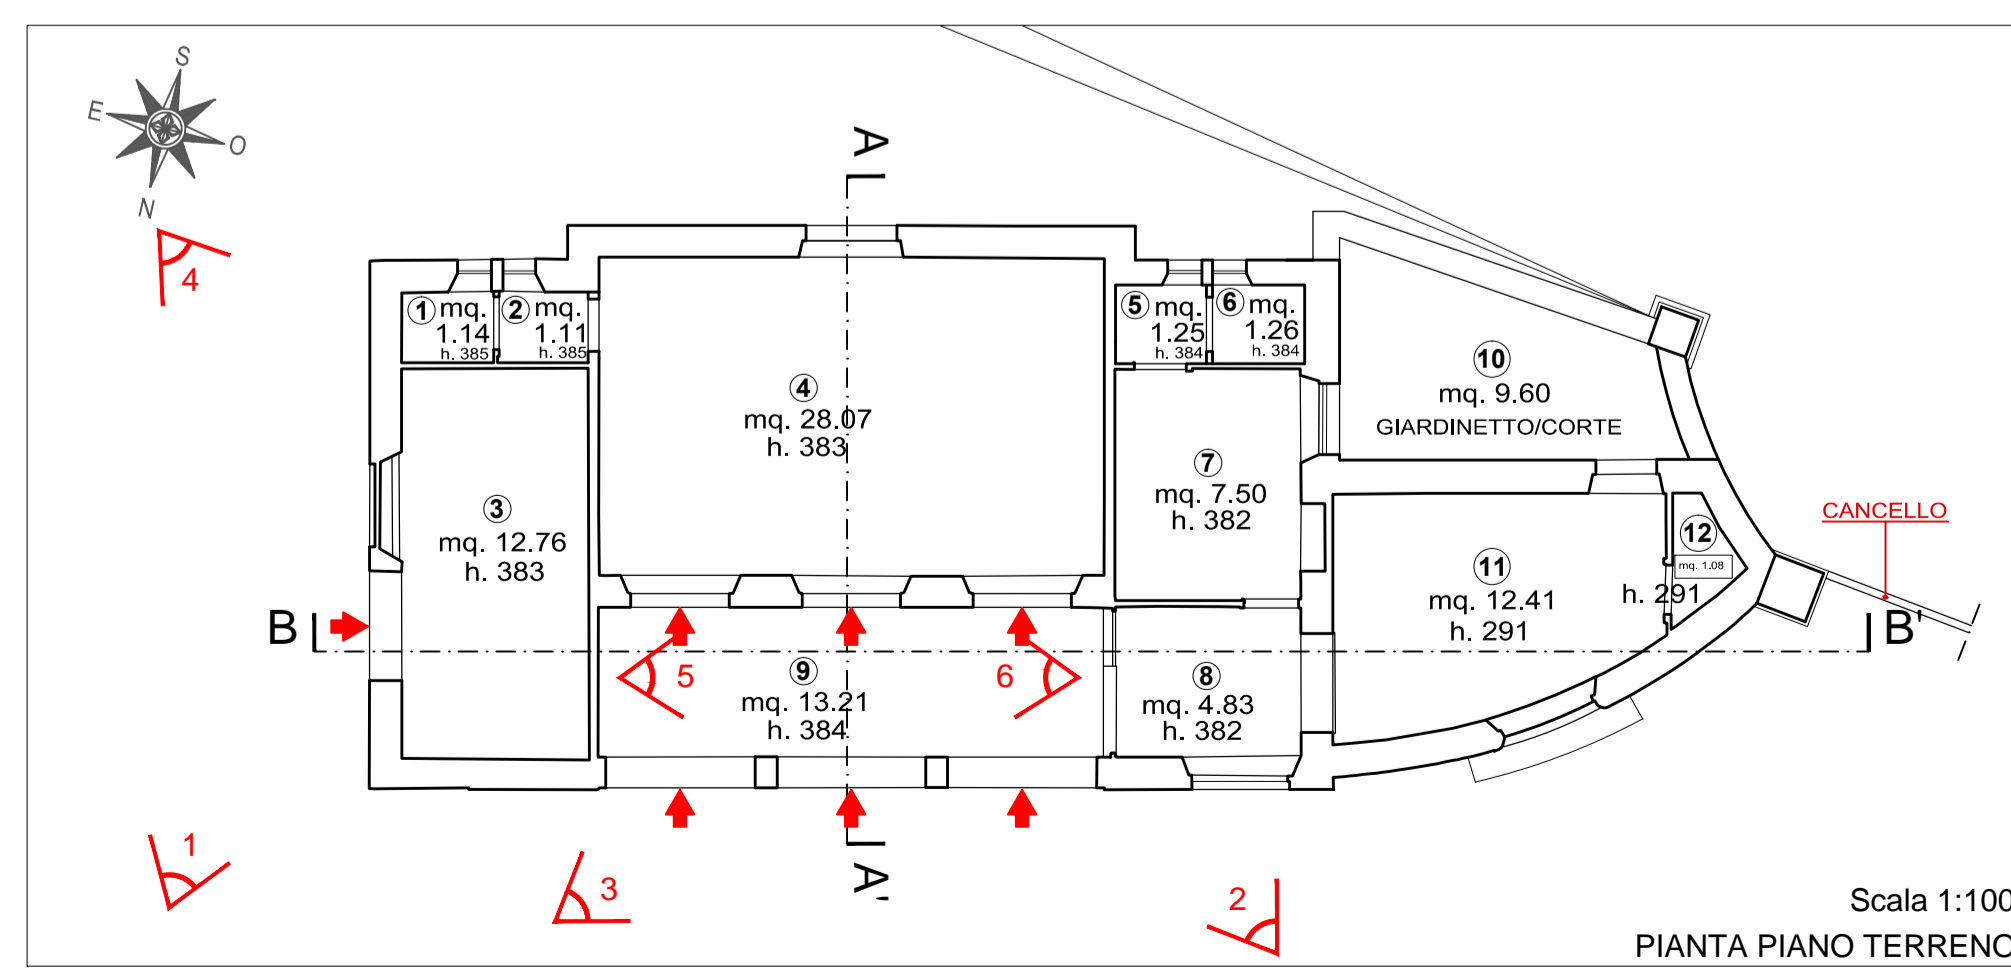 S
E
O
N
4
A
1 mq.
1.14
h. 385
2 mq.
1.11
h. 385
5 mq.
1.25
h. 384
6 mq.
1.26
h. 384
4
mq. 28.07
h. 383
10
mq. 9.60
GIARDINETTO/CORTE
3
mq. 12.76
h. 383
7
mq. 7.50
h. 382
11
mq. 12.41
h. 291
12
mq. 1.08
h. 291
CANCELLO
B
B'
9
mq. 13.21
h. 384
5
6
8
mq. 4.83
h. 382
1
3
A'
2
Scala 1:100
PIANTA PIANO TERRENO